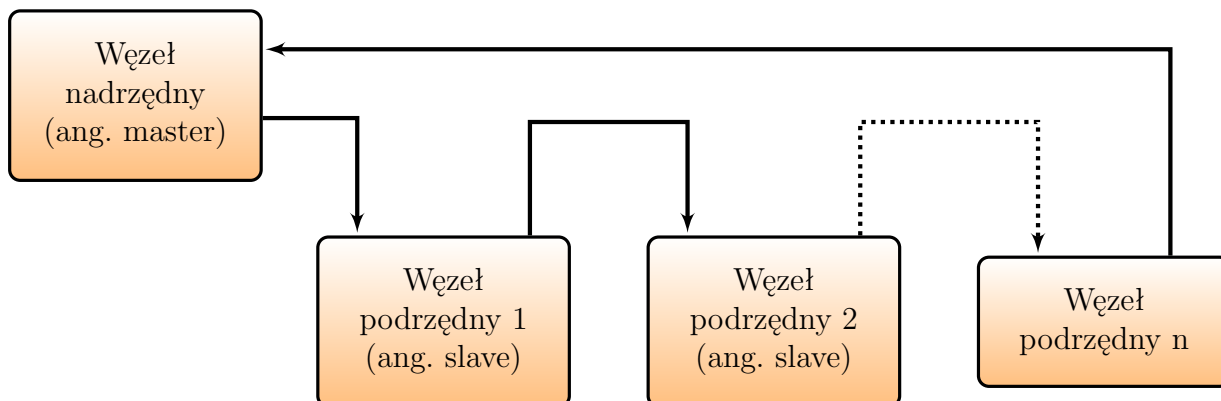 Węzeł
nadrzędny
(ang. master)
Węzeł
podrzędny 1
(ang. slave)
Węzeł
podrzędny 2
(ang. slave)
Węzeł
podrzędny n